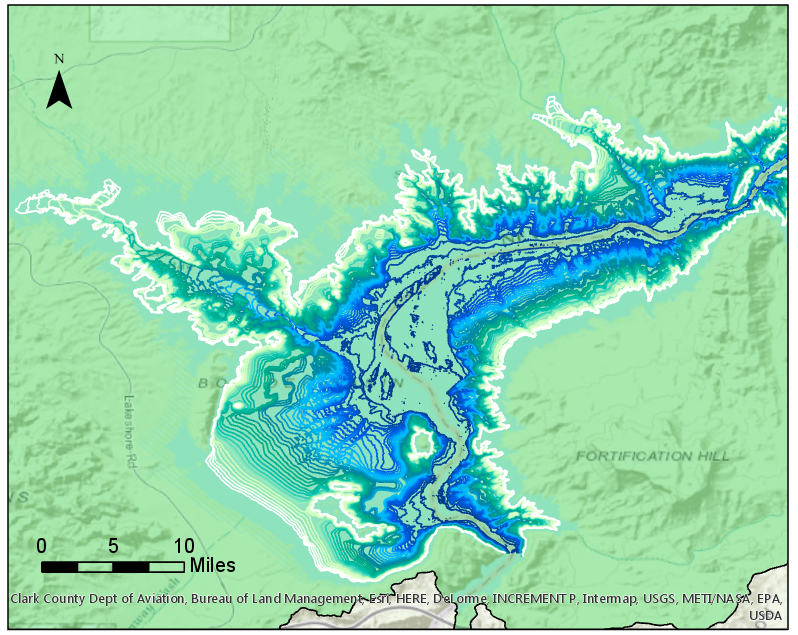 N
B O
N
Lakeshore Rd
FORTIFICATION HILL
NS
0 5 10
Miles
Clark County Dept of Aviation, Bureau of Land Management, Esri, HERE, DeLorme, INCREMENT P, Intermap, USGS, METI/NASA, EPA,
USDA